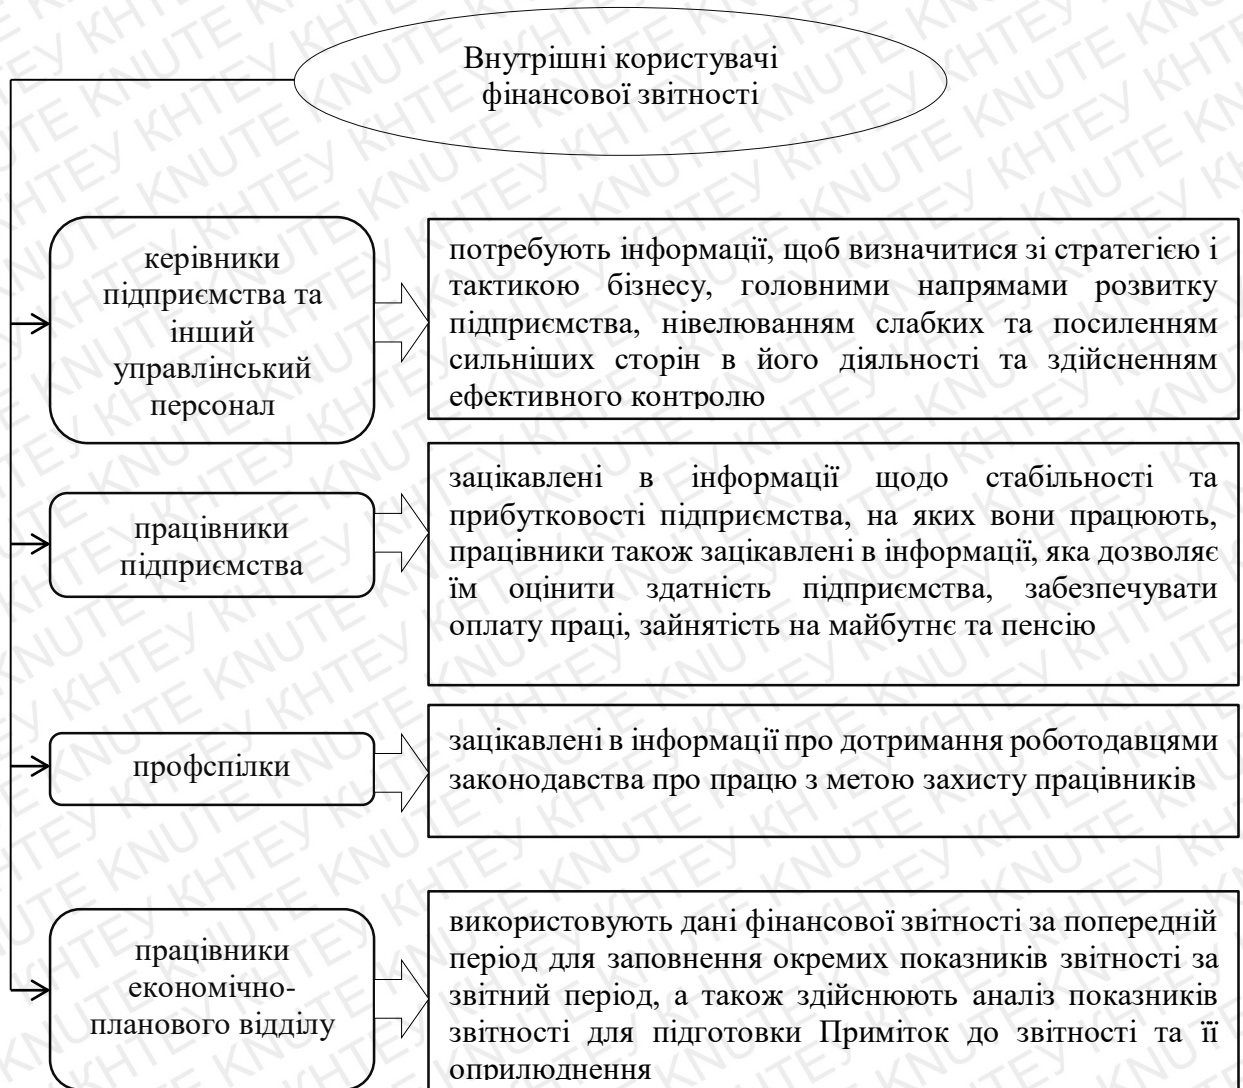 Внутрішні користувачі
фінансової звітності
керівники
підприємства та
інший
управлінський
персонал
потребують інформації, щоб визначитися зі стратегією і
тактикою бізнесу, головними напрямами розвитку
підприємства, нівелюванням слабких та посиленням
сильніших сторін в його діяльності та здійсненням
ефективного контролю
працівники
підприємства
зацікавлені в інформації щодо стабільності та
прибутковості підприємства, на яких вони працюють,
працівники також зацікавлені в інформації, яка дозволяє
їм оцінити здатність підприємства, забезпечувати
оплату праці, зайнятість на майбутнє та пенсію
профспілки
зацікавлені в інформації про дотримання роботодавцями
законодавства про працю з метою захисту працівників
працівники
економічно-
планового відділу
використовують дані фінансової звітності за попередній
період для заповнення окремих показників звітності за
звітний період, а також здійснюють аналіз показників
звітності для підготовки Приміток до звітності та її
оприлюднення